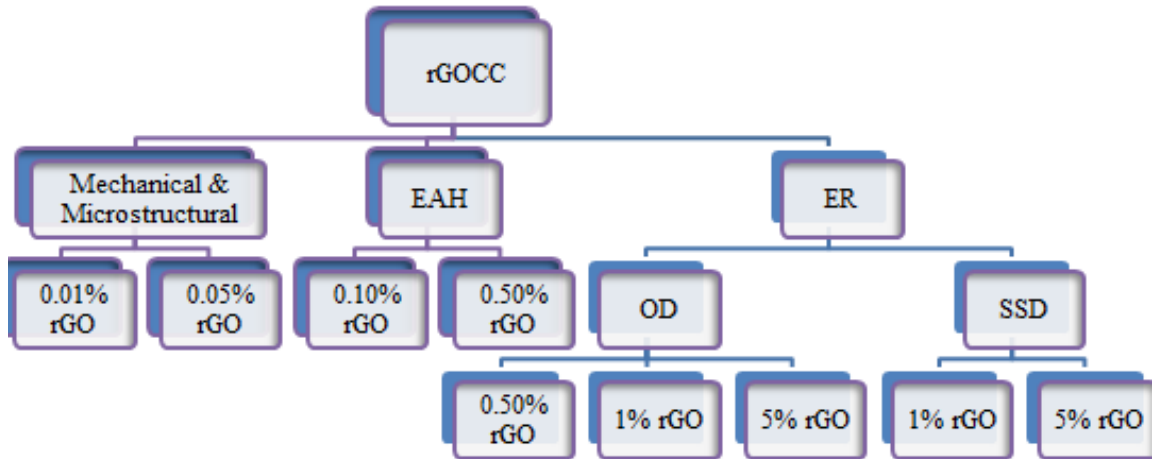 rGOCC
Mechanical &
Microstructural
EAH
ER
0.01%
rGO
0.05%
rGO
0.10%
rGO
0.50%
rGO
OD
SSD
0.50%
rGO
1% rGO
5% rGO
1% rGO
5% rGO